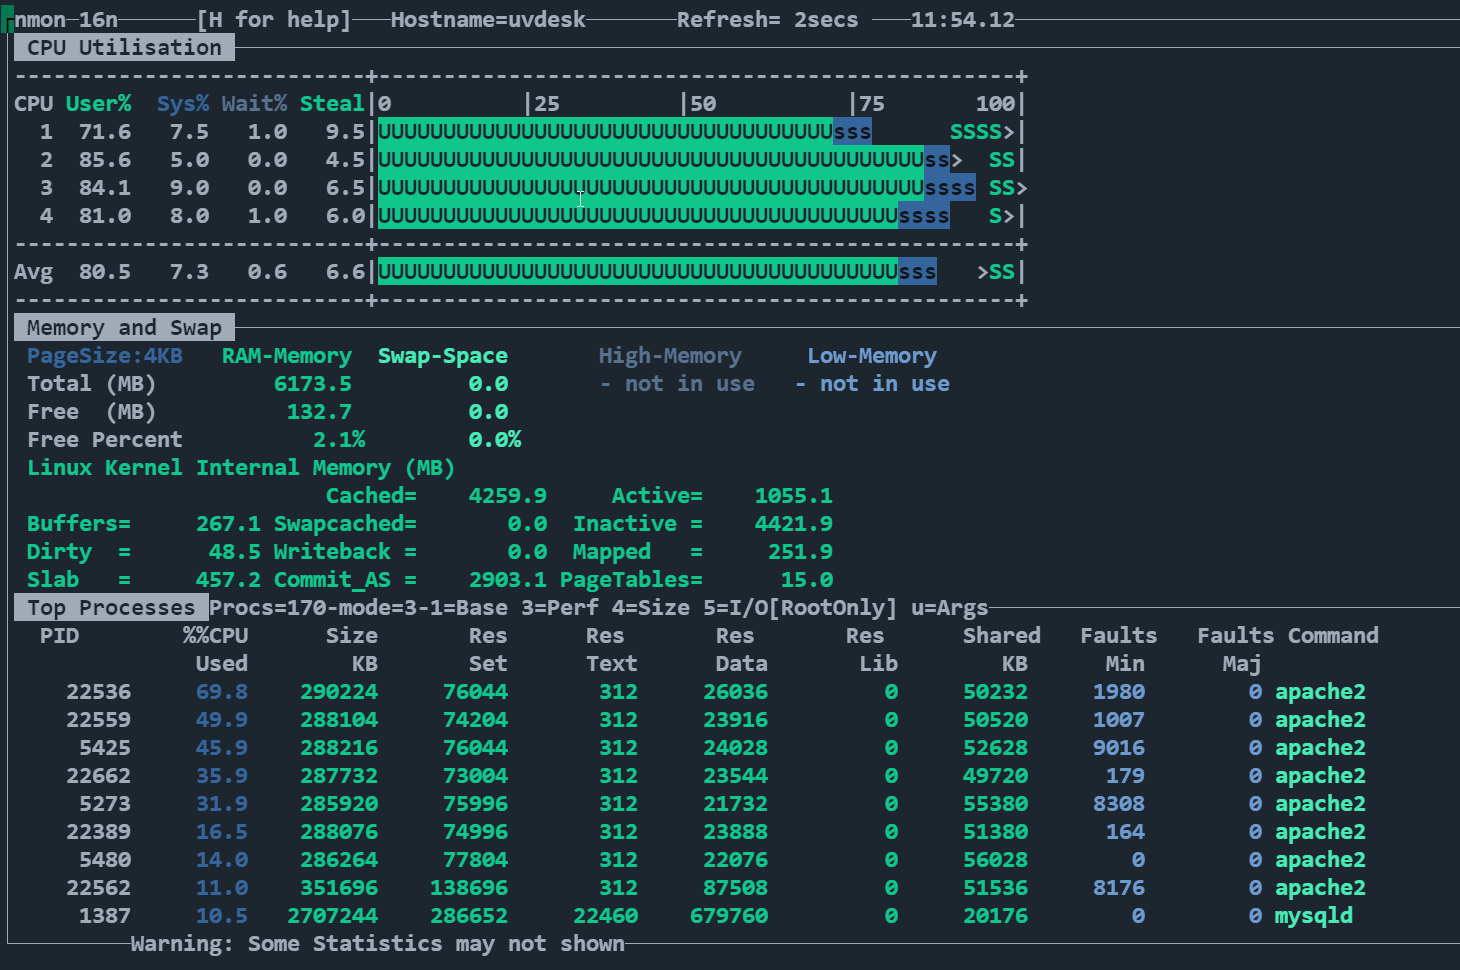 nmon 16n [H for help] Hostname=uvdesk Refresh= 2secs 11:54.12
CPU Utilisation
---------------------------+-------------------------------------------------+
CPU User% Sys% Wait% Steal|0 |25 |50 |75 100|
1 71.6 7.5 1.0 9.5|UUUUUUUUUUUUUUUUUUUUUUUUUUUUUUUUUUUsss SSSS>|
2 85.6 5.0 0.0 4.5|UUUUUUUUUUUUUUUUUUUUUUUUUUUUUUUUUUUUUUUUUUss> SS|
3 84.1 9.0 0.0 6.5|UUUUUUUUUUUUUUUUUUUUUUUUUUUUUUUUUUUUUUUUUUssss SS>
4 81.0 8.0 1.0 6.0|UUUUUUUUUUUUUUUUUUUUUUUUUUUUUUUUUUUUUUUUssss S>|
---------------------------+-------------------------------------------------+
Avg 80.5 7.3 0.6 6.6|UUUUUUUUUUUUUUUUUUUUUUUUUUUUUUUUUUUUUUUUsss >SS|
---------------------------+-------------------------------------------------+
Memory and Swap
PageSize:4KB RAM-Memory Swap-Space High-Memory Low-Memory
Total (MB) 6173.5 0.0 - not in use - not in use
Free (MB) 132.7 0.0
Free Percent 2.1% 0.0%
Linux Kernel Internal Memory (MB)
Cached= 4259.9 Active= 1055.1
Buffers= 267.1 Swapcached= 0.0 Inactive = 4421.9
Dirty = 48.5 Writeback = 0.0 Mapped = 251.9
Slab = 457.2 Commit_AS = 2903.1 PageTables= 15.0
Top Processes Procs=170-mode=3-1=Base 3=Perf 4=Size 5=I/O[RootOnly] u=Args
PID %%CPU Size Res Res Res Res Shared Faults Faults Command
Used KB Set Text Data Lib KB Min Maj
22536 69.8 290224 76044 312 26036 0 50232 1980 0 apache2
22559 49.9 288104 74204 312 23916 0 50520 1007 0 apache2
5425 45.9 288216 76044 312 24028 0 52628 9016 0 apache2
22662 35.9 287732 73004 312 23544 0 49720 179 0 apache2
5273 31.9 285920 75996 312 21732 0 55380 8308 0 apache2
22389 16.5 288076 74996 312 23888 0 51380 164 0 apache2
5480 14.0 286264 77804 312 22076 0 56028 0 0 apache2
22562 11.0 351696 138696 312 87508 0 51536 8176 0 apache2
1387 10.5 2707244 286652 22460 679760 0 20176 0 0 mysqld
Warning: Some Statistics may not shown